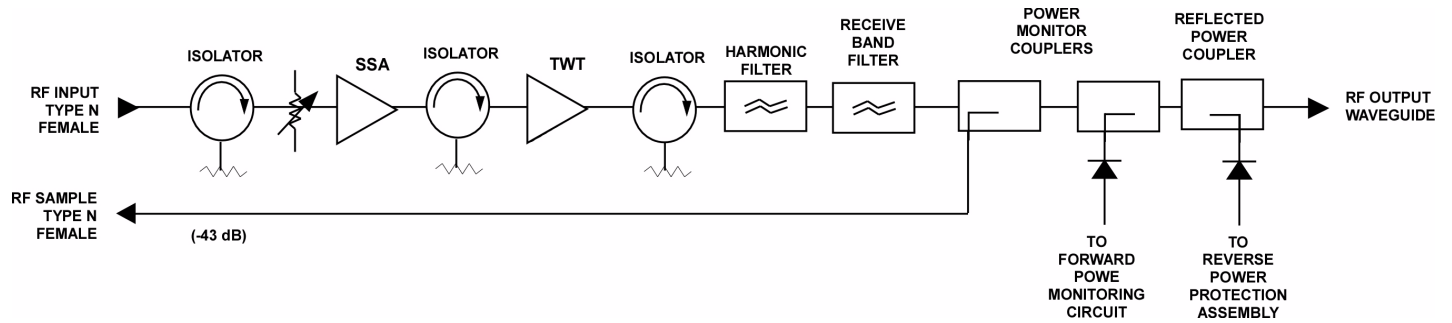 RF INPUT
TYPE N
FEMALE
ISOLATOR
SSA
ISOLATOR
TWT
ISOLATOR
HARMONIC
FILTER
RECEIVE
BAND
FILTER
POWER
MONITOR
COUPLERS
REFLECTED
POWER
COUPLER
RF OUTPUT
WAVEGUIDE
RF SAMPLE
TYPE N
FEMALE
(-43 dB)
TO
FORWARD
POWE
MONITORING
CIRCUIT
TO
REVERSE
POWER
PROTECTION
ASSEMBLY